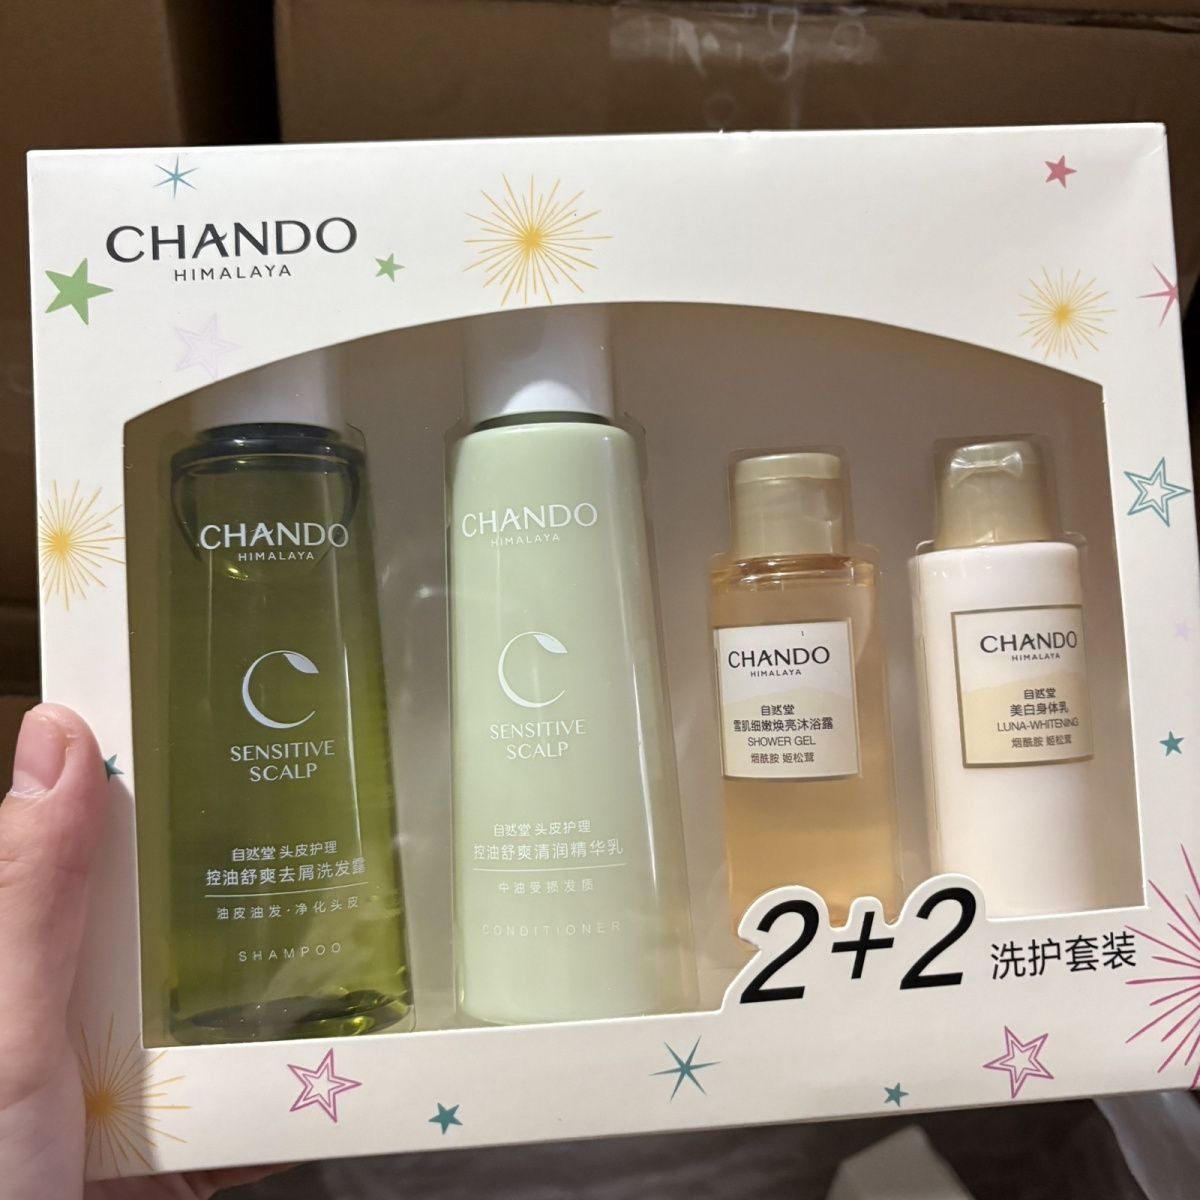 CHANDO
HIMALAYA
CHANDO
HIMALAYA
SENSITIVE
SCALP
自然堂 头皮护理
控油舒爽去屑洗发露
油皮油发·净化头皮
SHAMPOO
CHANDO
HIMALAYA
SENSITIVE
SCALP
自然堂 头皮护理
控油舒爽清润精华乳
中油受损发质
CONDITIONER
CHANDO
HIMALAYA
自然堂
雪肌细嫩焕亮沐浴露
SHOWER GEL
烟酰胺 姬松茸
CHANDO
HIMALAYA
自然堂
美白身体乳
LUNA-WHITENING
烟酰胺 姬松茸
2+2 洗护套装